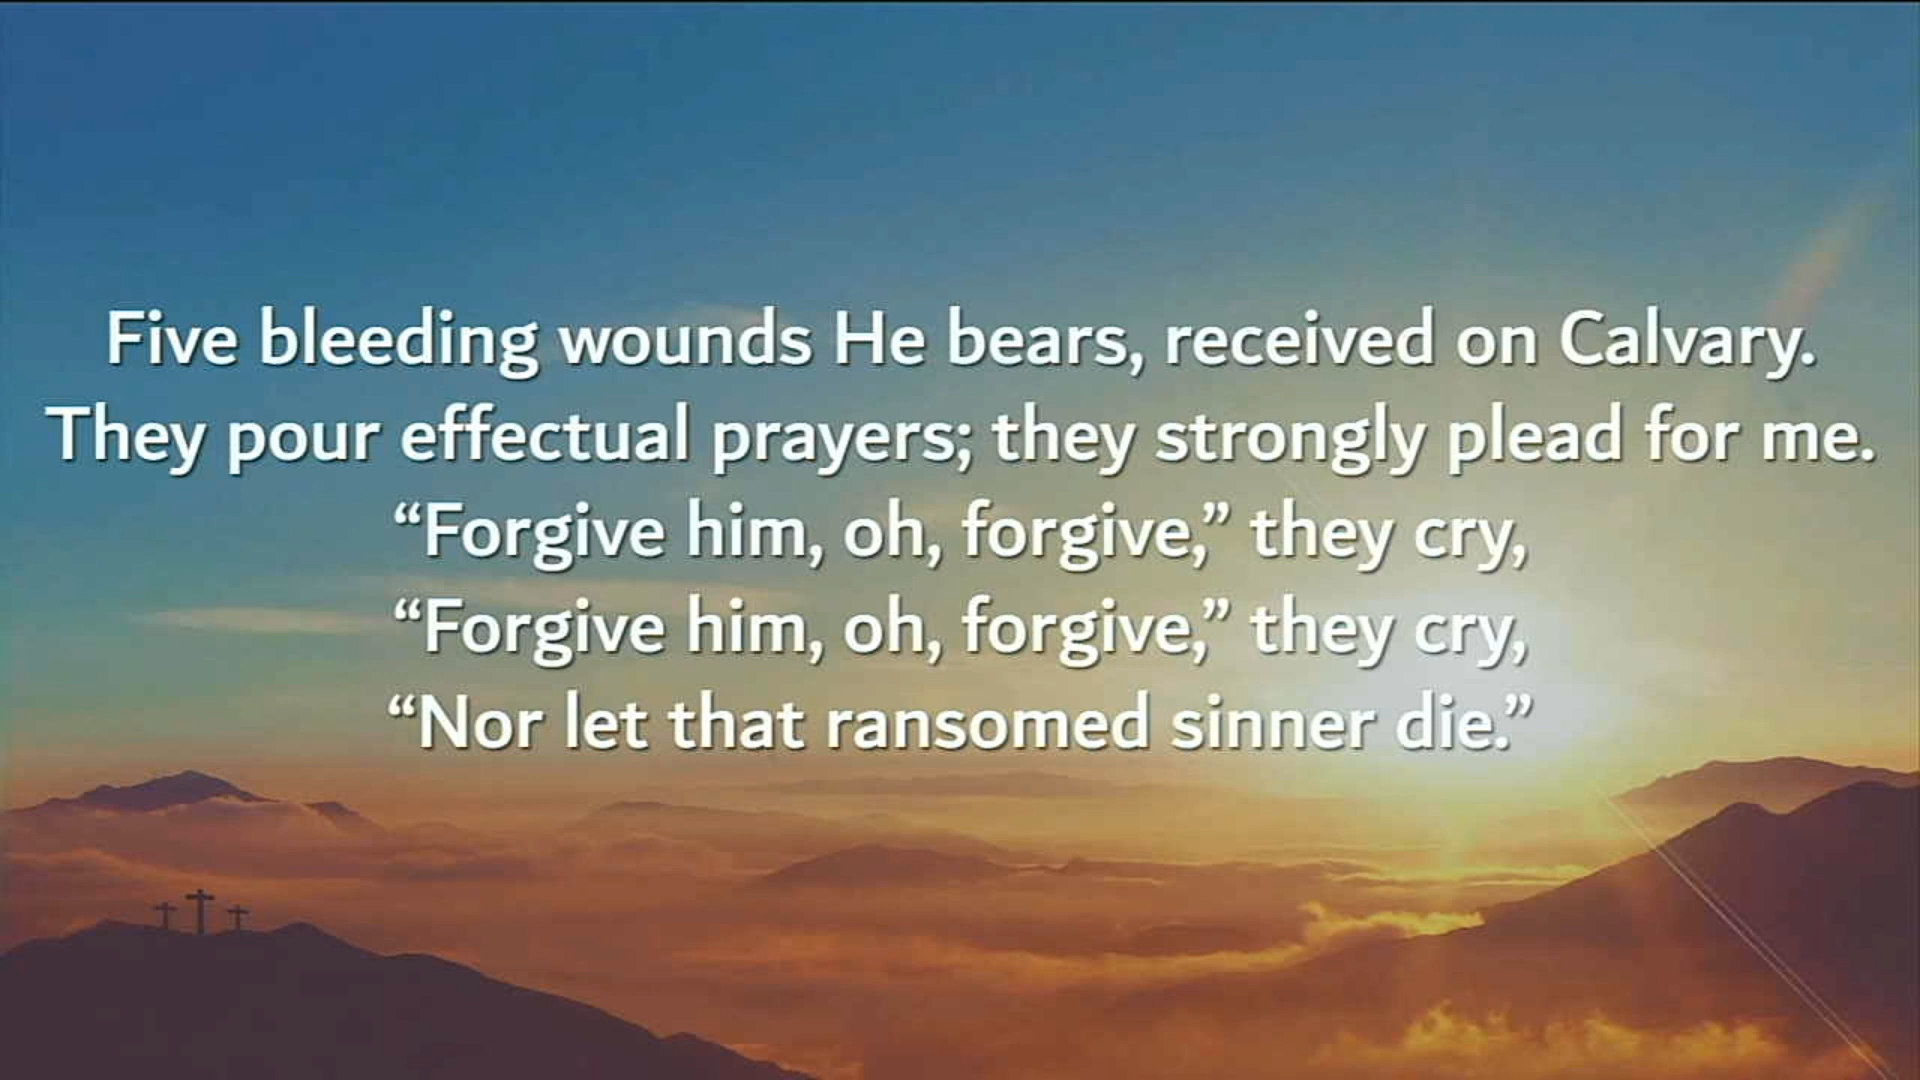 Five bleeding wounds He bears, received on Calvary.
They pour effectual prayers; they strongly plead for me.
“Forgive him, oh, forgive,” they cry,
“Forgive him, oh, forgive,” they cry,
“Nor let that ransomed sinner die.”